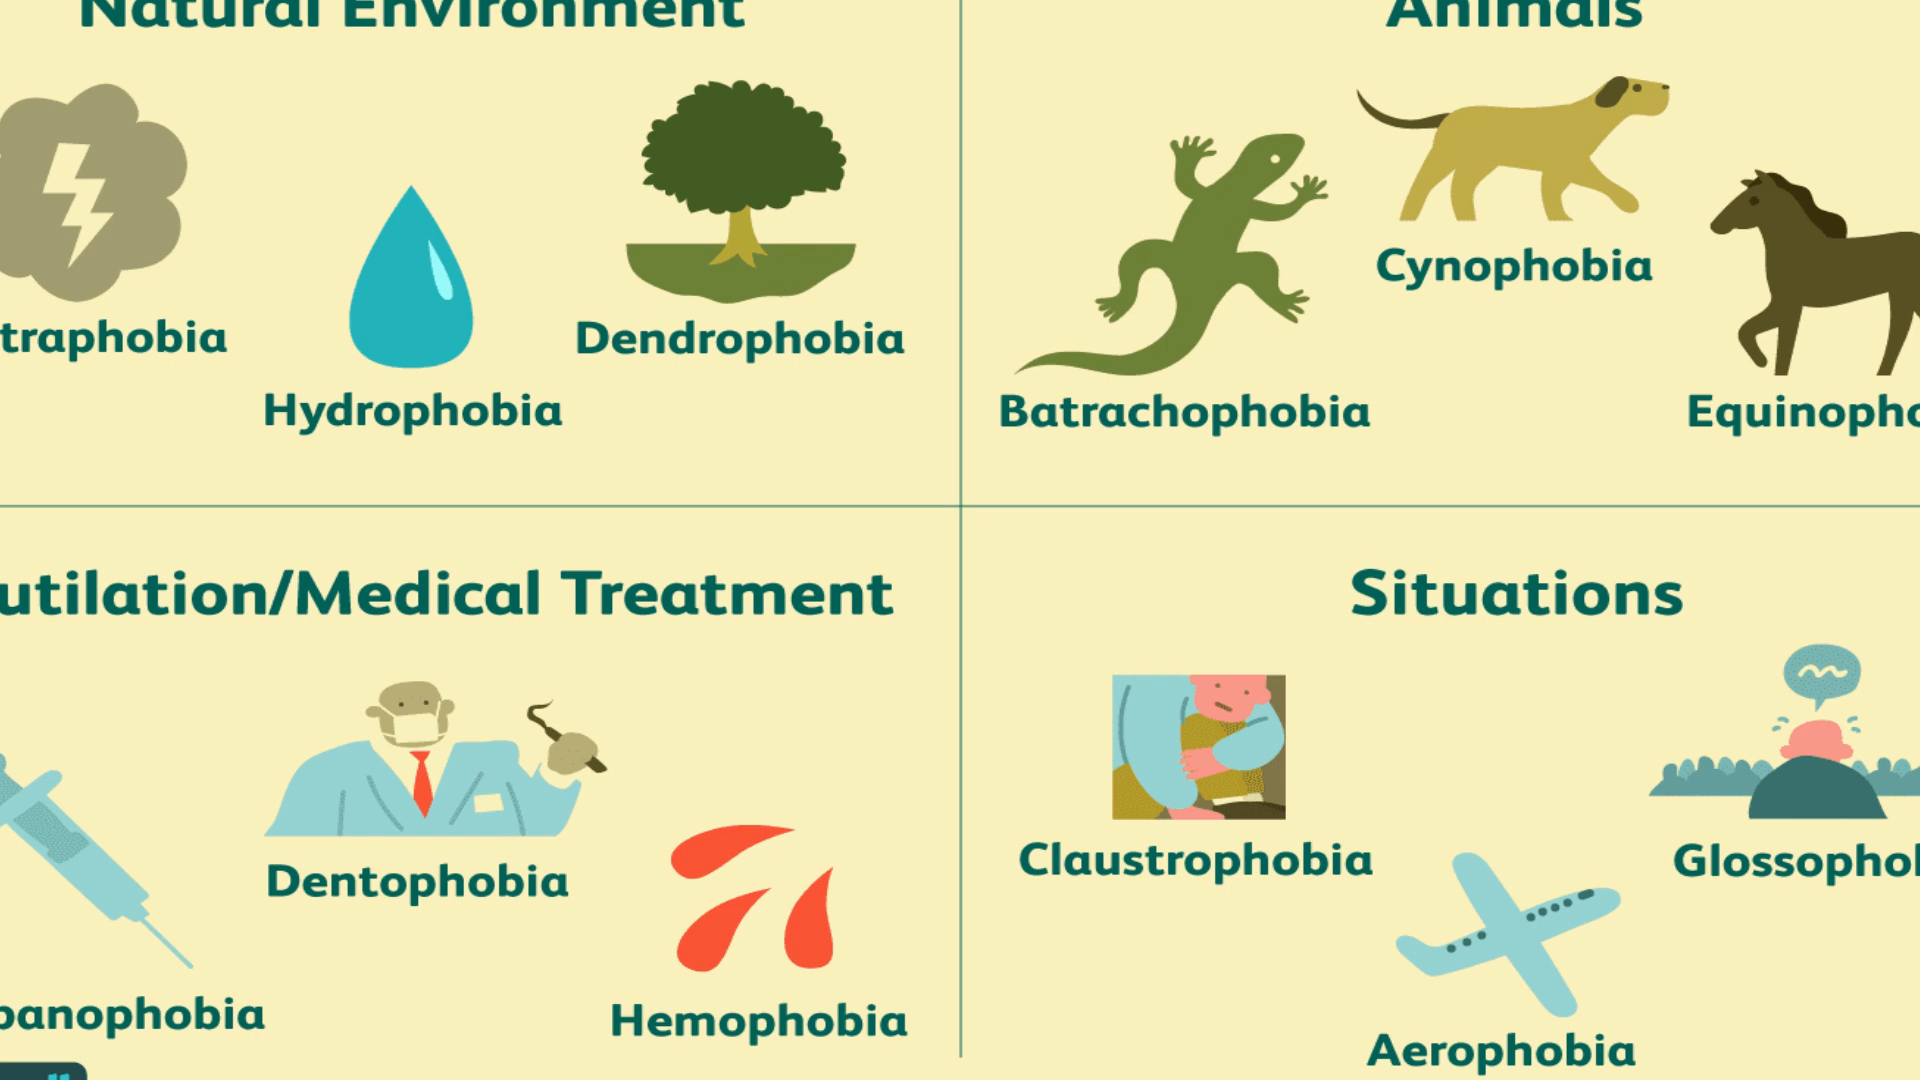 Natural Environment
traphobia
Hydrophobia
Dendrophobia
Animals
Batrachophobia
Cynophobia
Equinopho
utilation/Medical Treatment
panophobia
Dentophobia
Hemophobia
Situations
Claustrophobia
Aerophobia
Glossophol